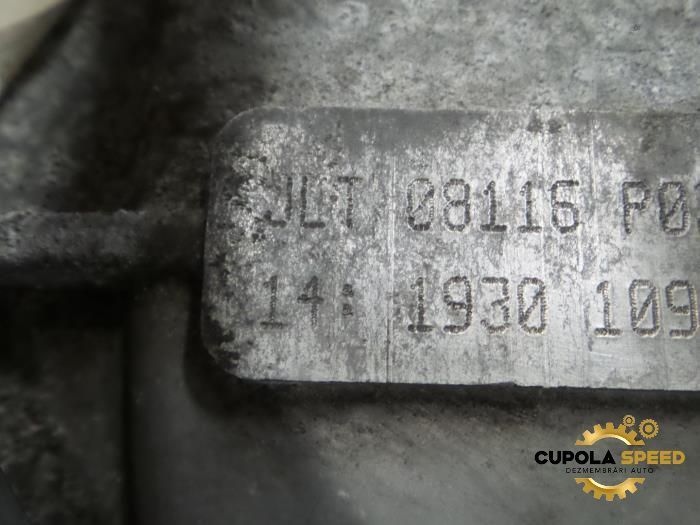 JLT 08116 P0
14: 1930 109
CUPOLA SPEED
DEZMEMBRĂRI AUTO